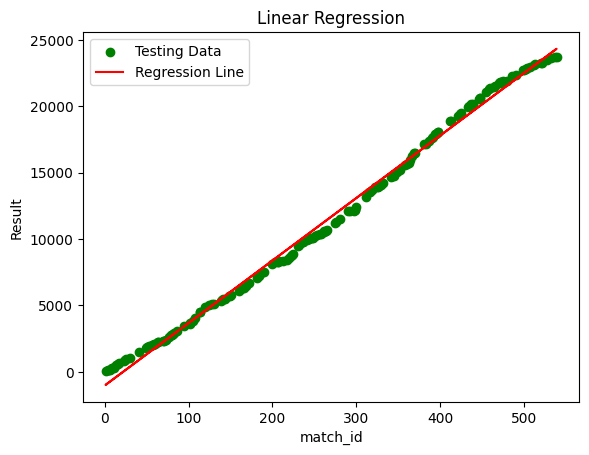 Linear Regression
Testing Data
Regression Line
25000
20000
15000
10000
5000
0
Result
0 100 200 300 400 500
match_id